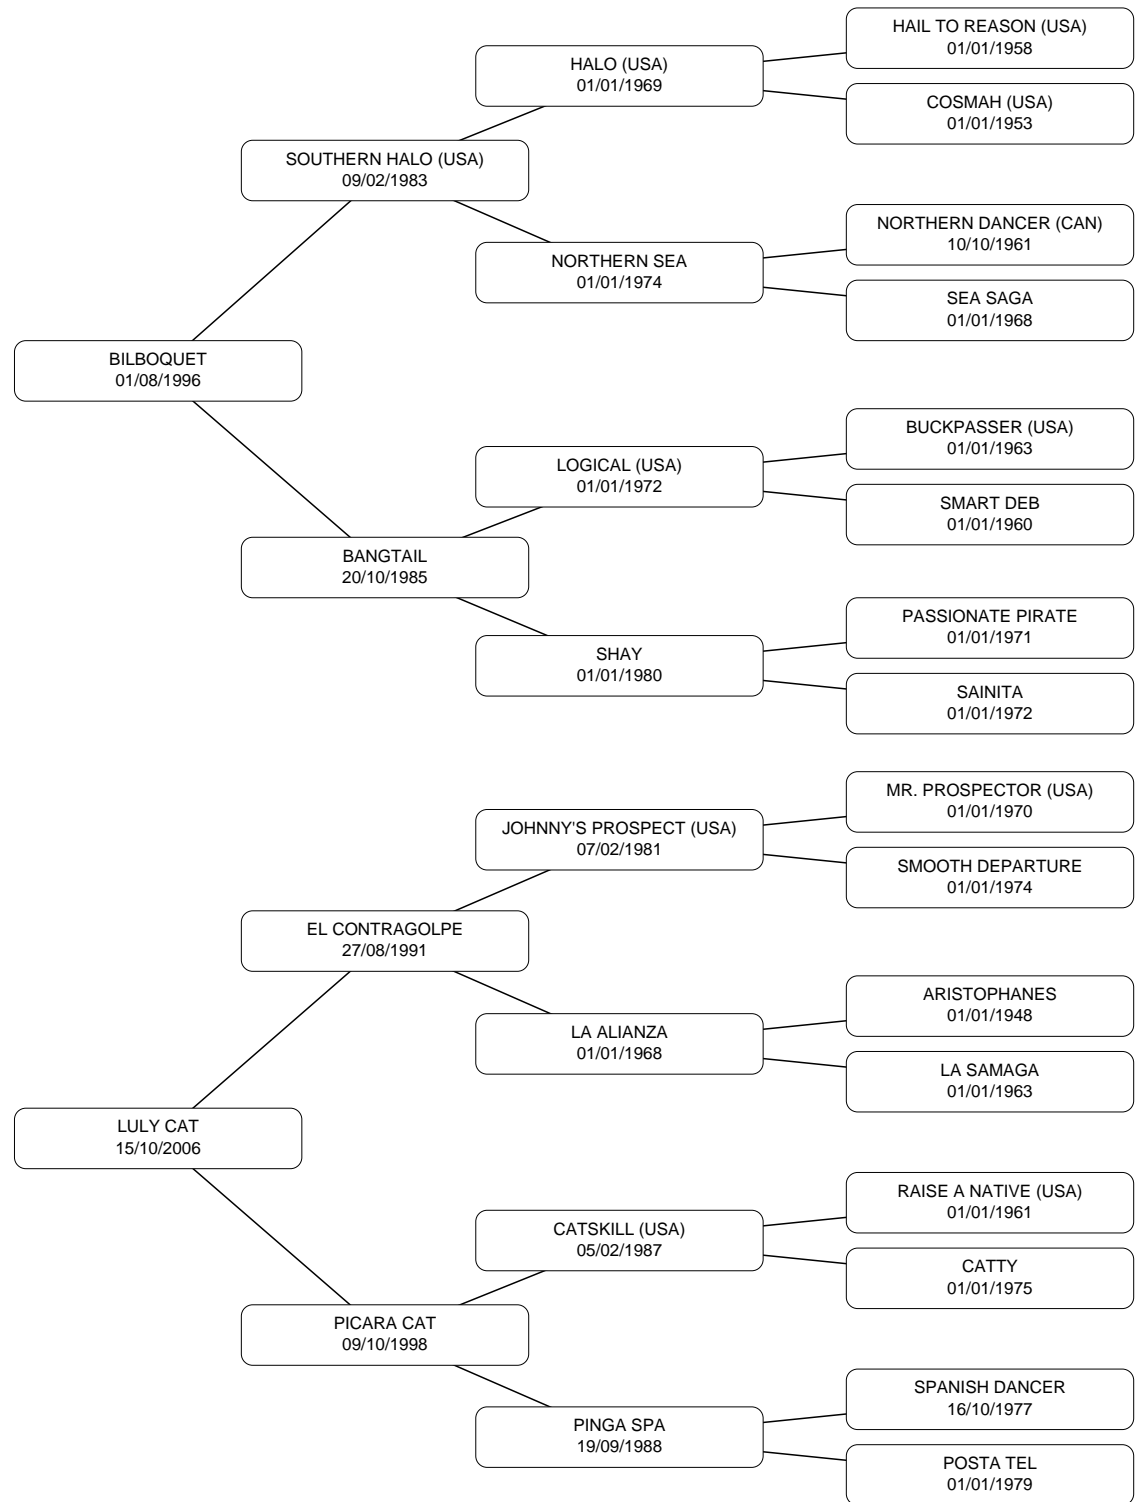 HAIL TO REASON (USA)
01/01/1958
HALO (USA)
01/01/1969
COSMAH (USA)
01/01/1953
SOUTHERN HALO (USA)
09/02/1983
NORTHERN DANCER (CAN)
10/10/1961
NORTHERN SEA
01/01/1974
SEA SAGA
01/01/1968
BILBOQUET
01/08/1996
BUCKPASSER (USA)
01/01/1963
LOGICAL (USA)
01/01/1972
SMART DEB
01/01/1960
BANGTAIL
20/10/1985
PASSIONATE PIRATE
01/01/1971
SHAY
01/01/1980
SAINITA
01/01/1972
MR. PROSPECTOR (USA)
01/01/1970
JOHNNY'S PROSPECT (USA)
07/02/1981
SMOOTH DEPARTURE
01/01/1974
EL CONTRAGOLPE
27/08/1991
ARISTOPHANES
01/01/1948
LA ALIANZA
01/01/1968
LA SAMAGA
01/01/1963
LULY CAT
15/10/2006
RAISE A NATIVE (USA)
01/01/1961
CATSKILL (USA)
05/02/1987
CATTY
01/01/1975
PICARA CAT
09/10/1998
SPANISH DANCER
16/10/1977
PINGA SPA
19/09/1988
POSTA TEL
01/01/1979